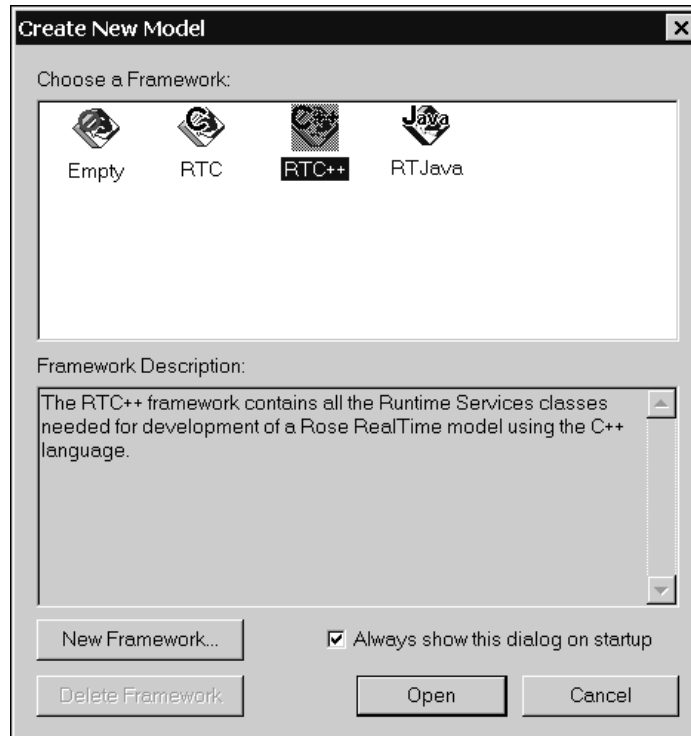 Create New Model
Choose a Framework:
C++ Java
Empty RTC RTC++ RTJava
Framework Description:
The RTC++ framework contains all the Runtime Services classes
needed for development of a Rose RealTime model using the C++
language.
New Framework... Always show this dialog on startup
Delete Framework Open Cancel